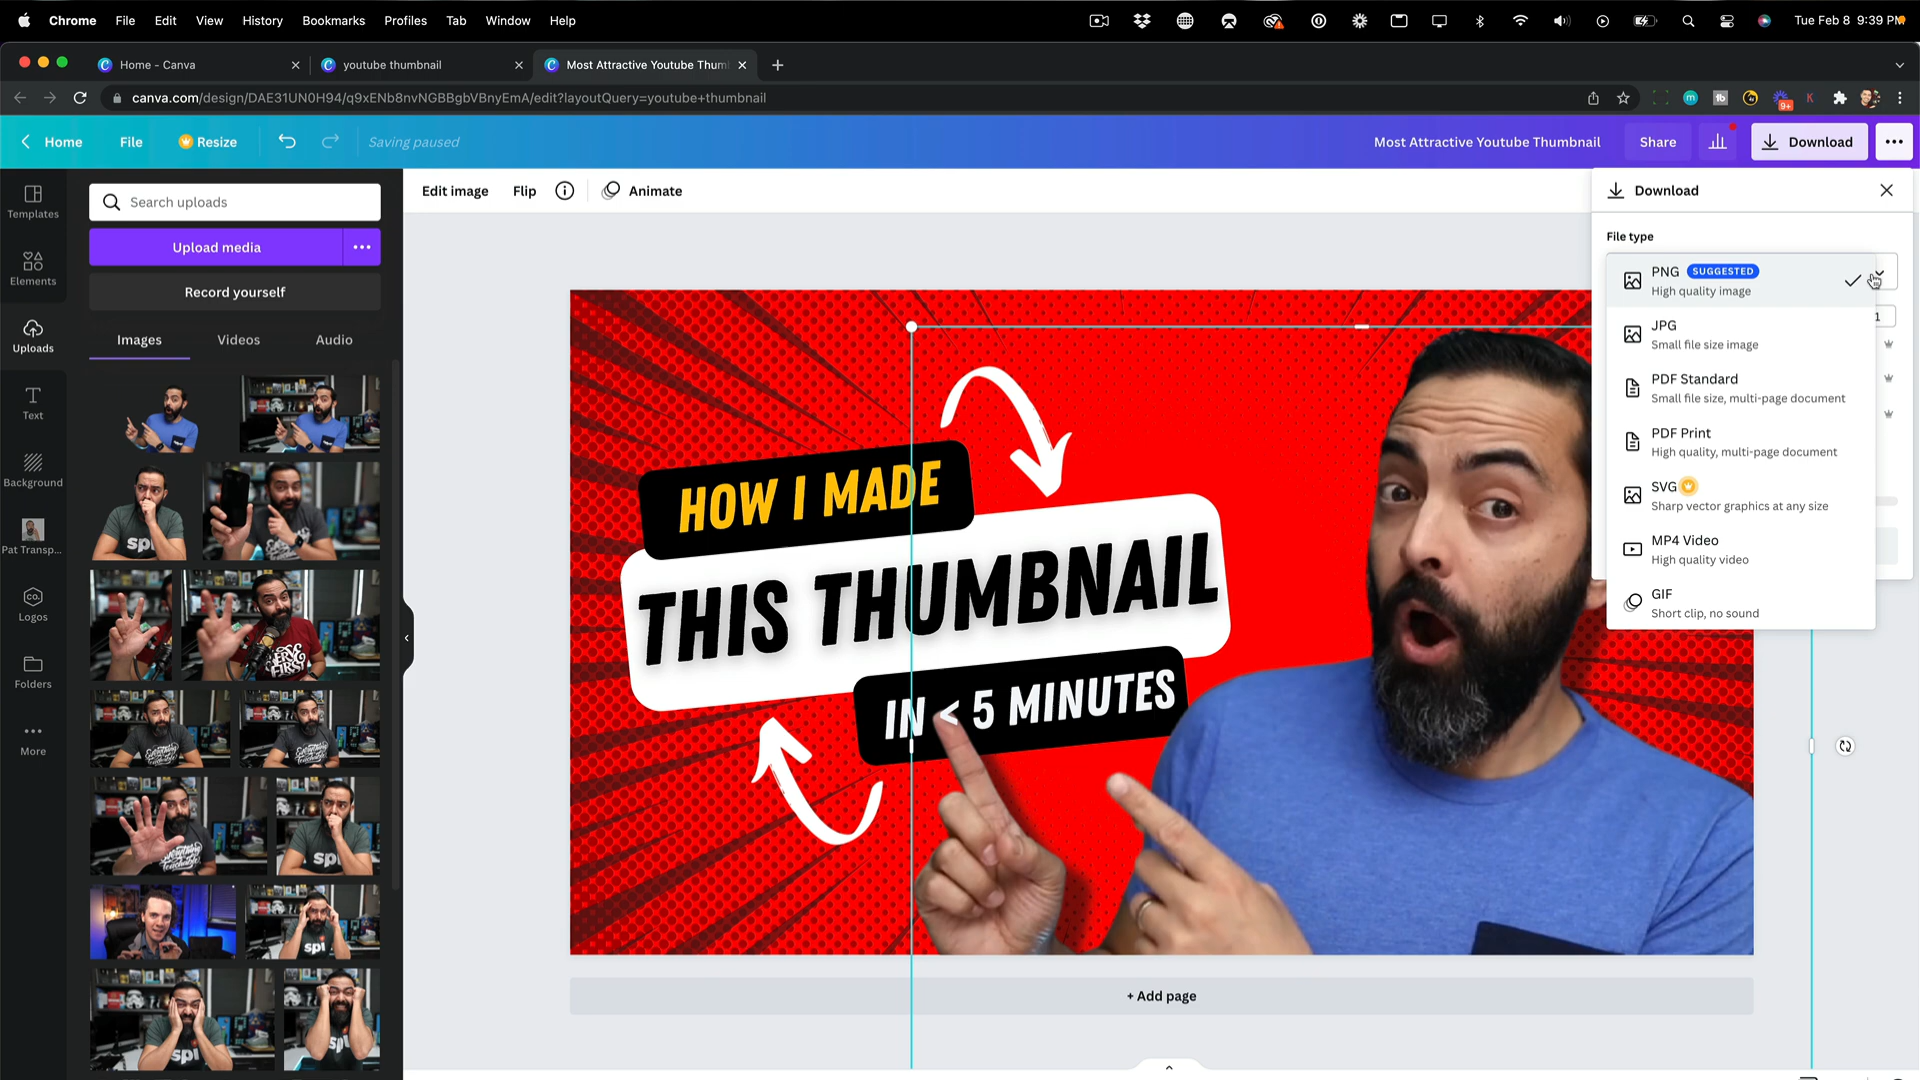 Chrome File Edit View History Bookmarks Profiles Tab Window Help Tue Feb 8 9:39 PM
Home - Canva
youtube thumbnail
Most Attractive Youtube Thum
canva.com/design/DAE31UN0H94/q9xENb8nvNGBBgbVBnyEmA/edit?layoutQuery=youtube+thumbnail
9+
Home File Resize Saving paused Most Attractive Youtube Thumbnail Share Download
Templates
Elements
Uploads
Text
Background
Pat Transp...
Logos
Folders
More
Search uploads
Upload media
Record yourself
Images Videos Audio
Edit image Flip Animate
HOW I MADE
THIS THUMBNAIL
IN < 5 MINUTES
+ Add page
Download
File type
PNG SUGGESTED
High quality image
1
JPG
Small file size image
PDF Standard
Small file size, multi-page document
PDF Print
High quality, multi-page document
SVG
Sharp vector graphics at any size
MP4 Video
High quality video
GIF
Short clip, no sound